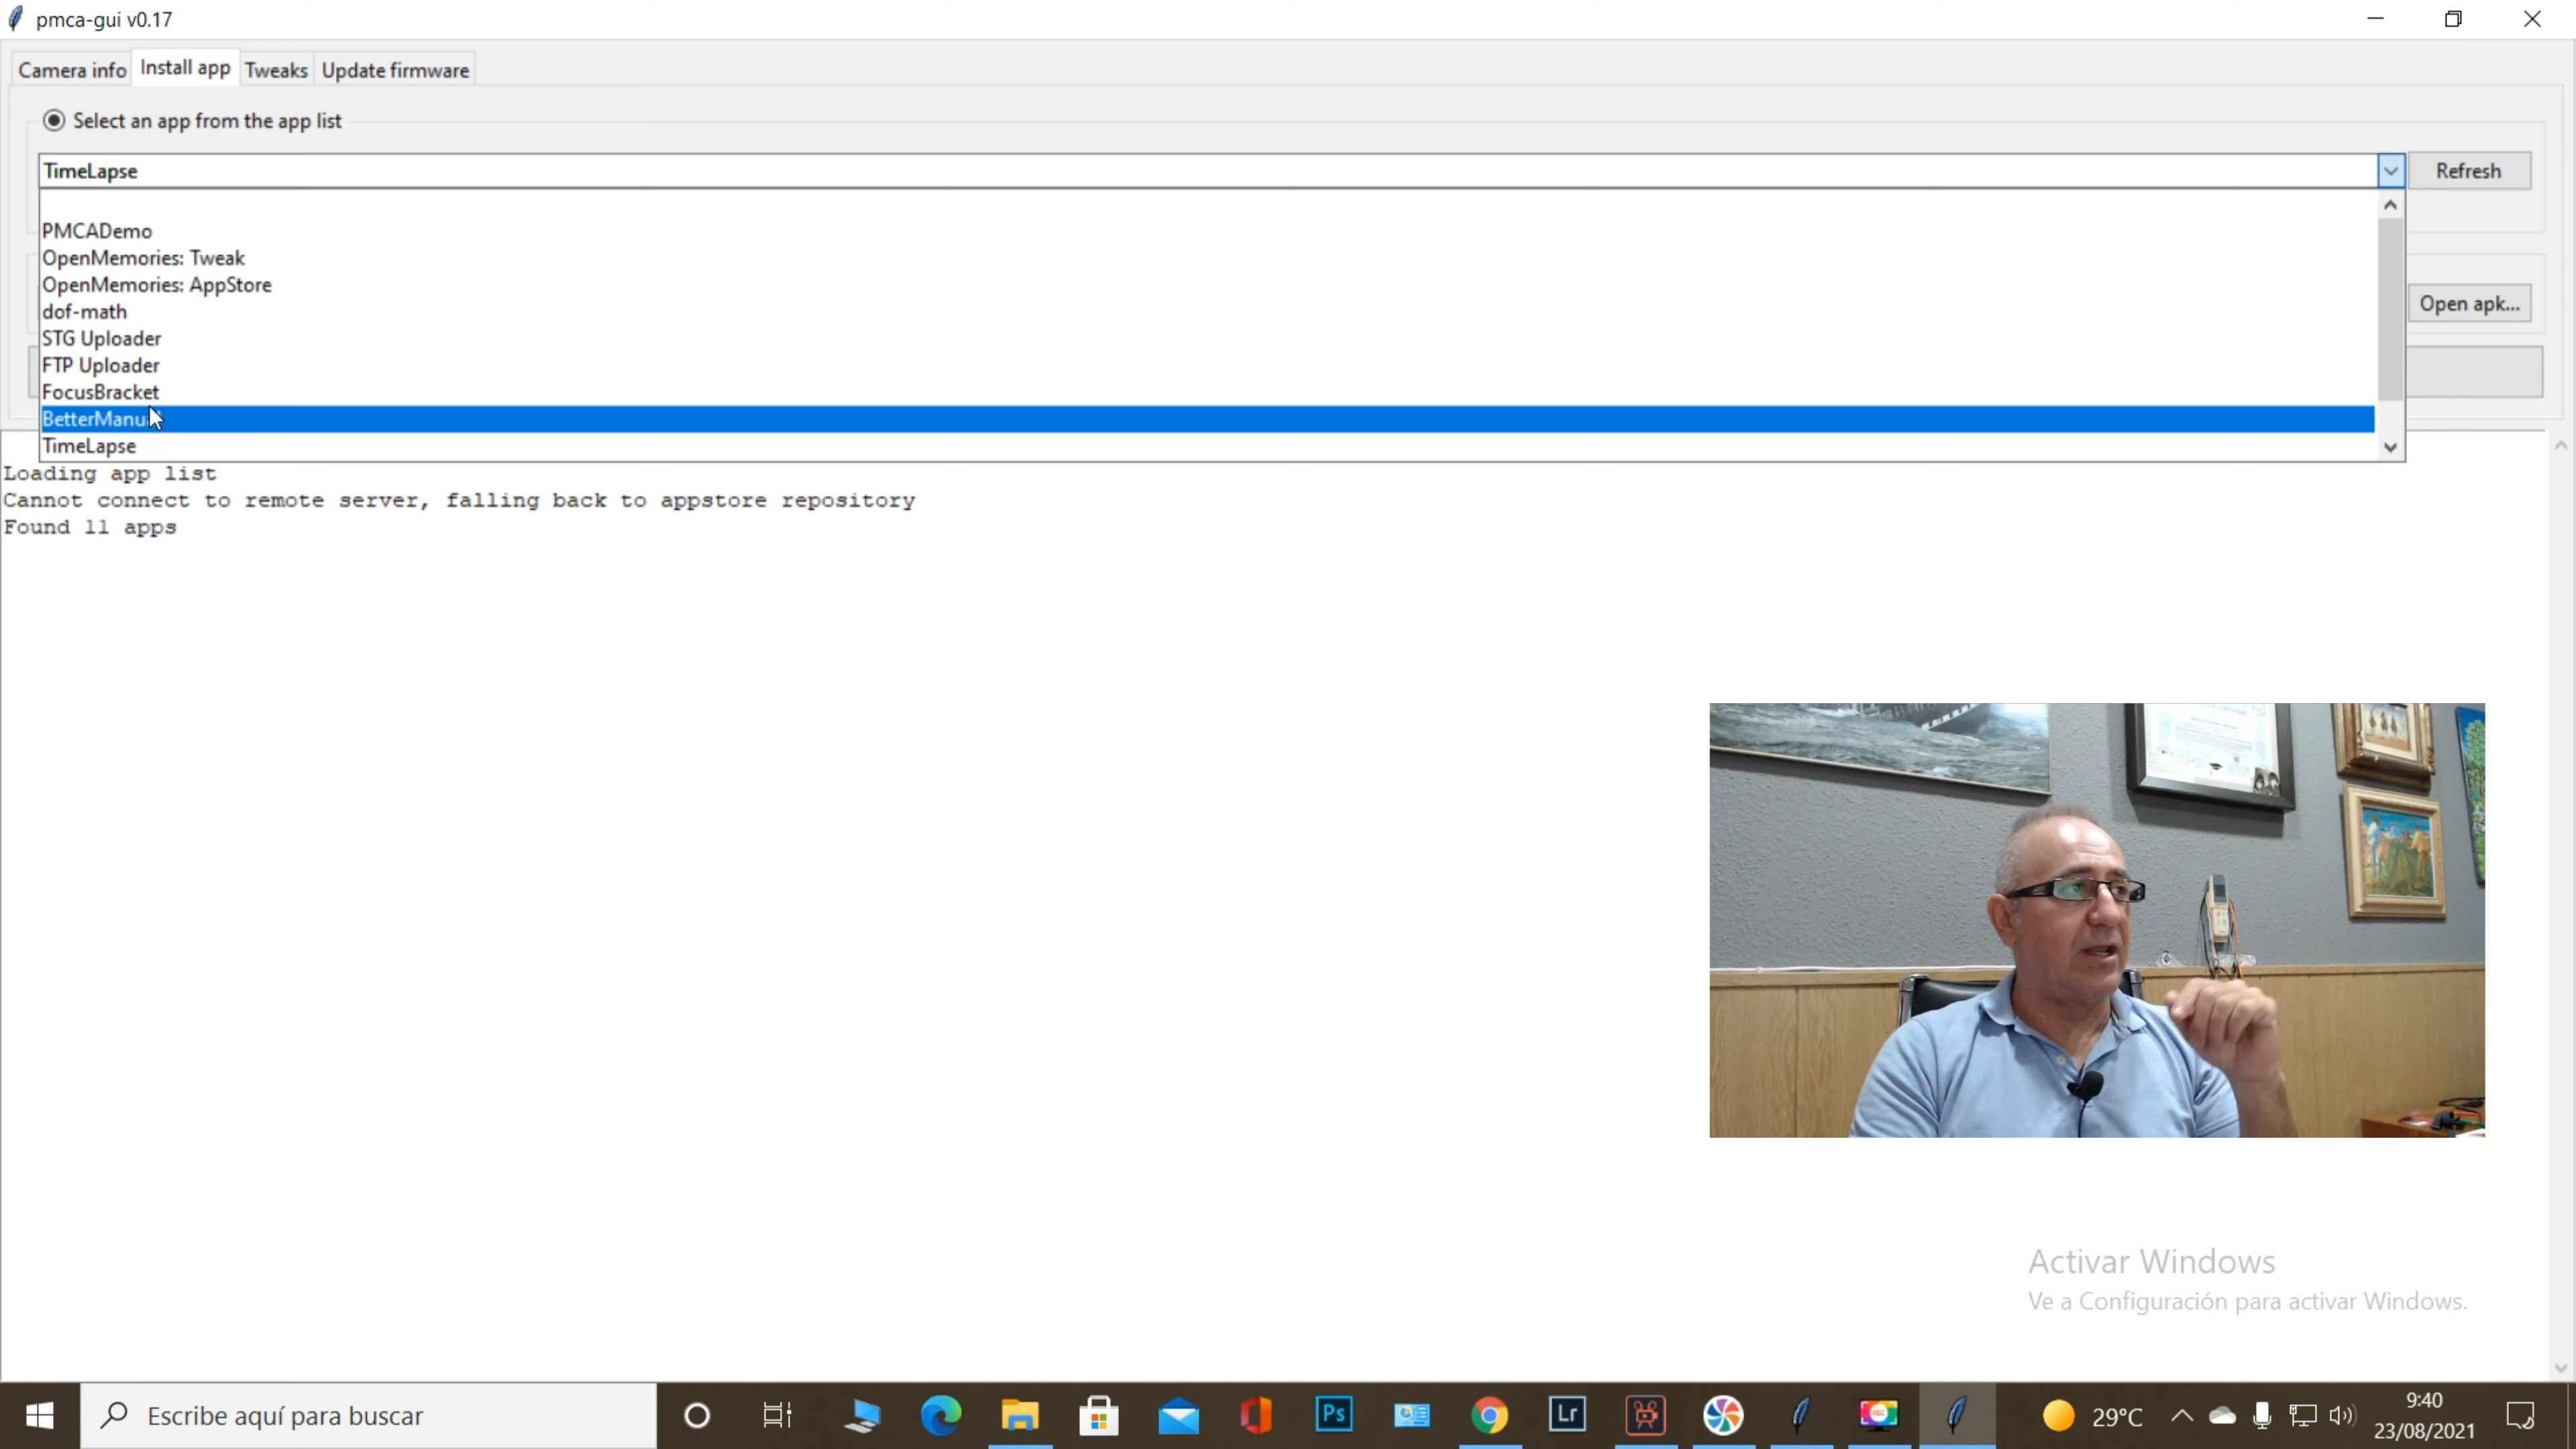 pmca-gui v0.17
Camera info
Install app
Tweaks
Update firmware
Select an app from the app list
TimeLapse
Refresh
PMCADemo
OpenMemories: Tweak
OpenMemories: AppStore
dof-math
STG Uploader
FTP Uploader
FocusBracket
BetterManual
TimeLapse
Open apk...
Loading app list
Cannot connect to remote server, falling back to appstore repository
Found 11 apps
Activar Windows
Ve a Configuración para activar Windows.
Escribe aquí para buscar
Ps
Lr
29°C
9:40
23/08/2021